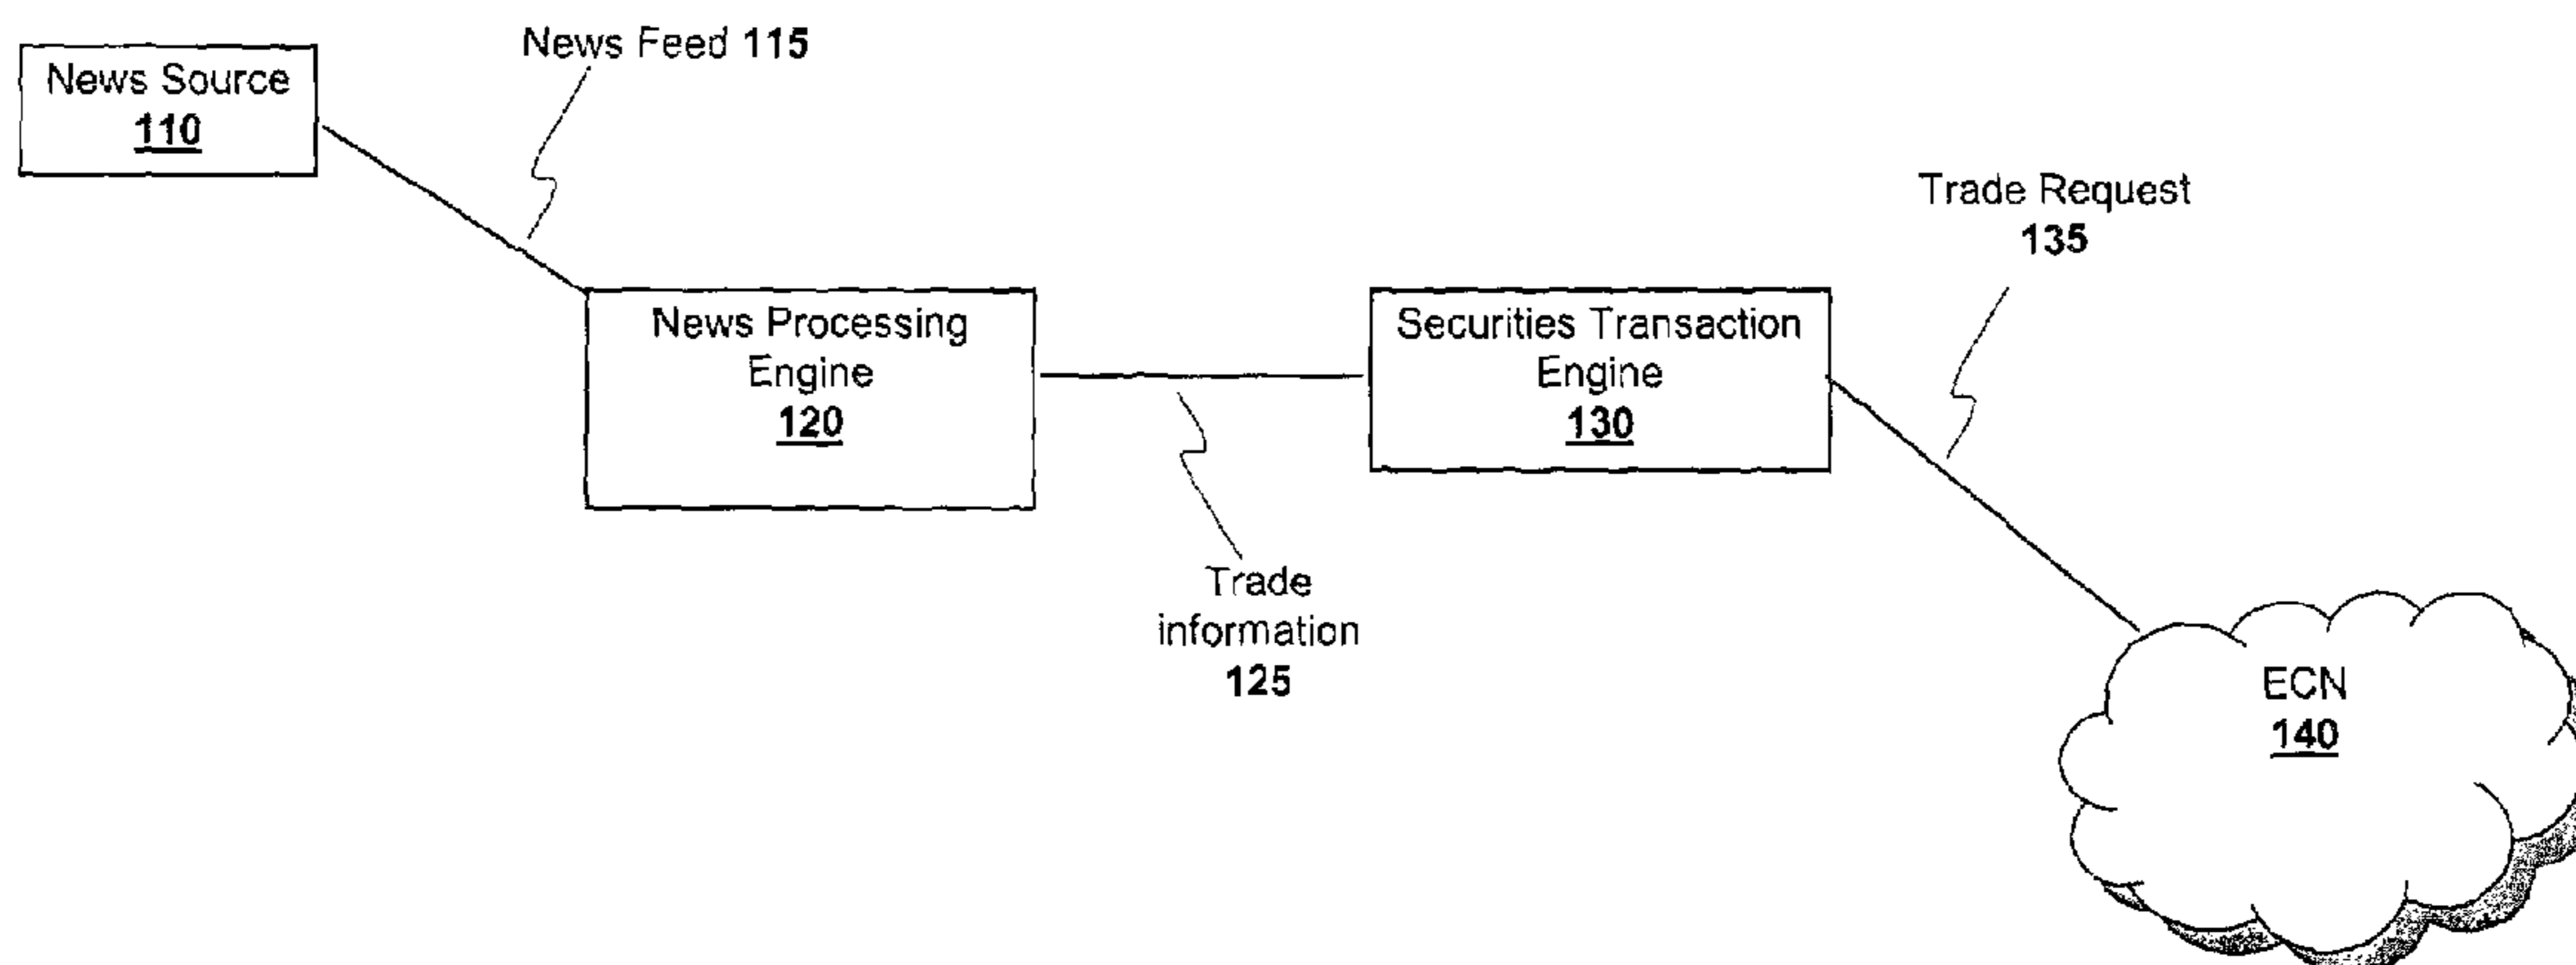 News Source
110
News Feed 115
News Processing
Engine
120
Trade
information
125
Securities Transaction
Engine
130
Trade Request
135
ECN
140